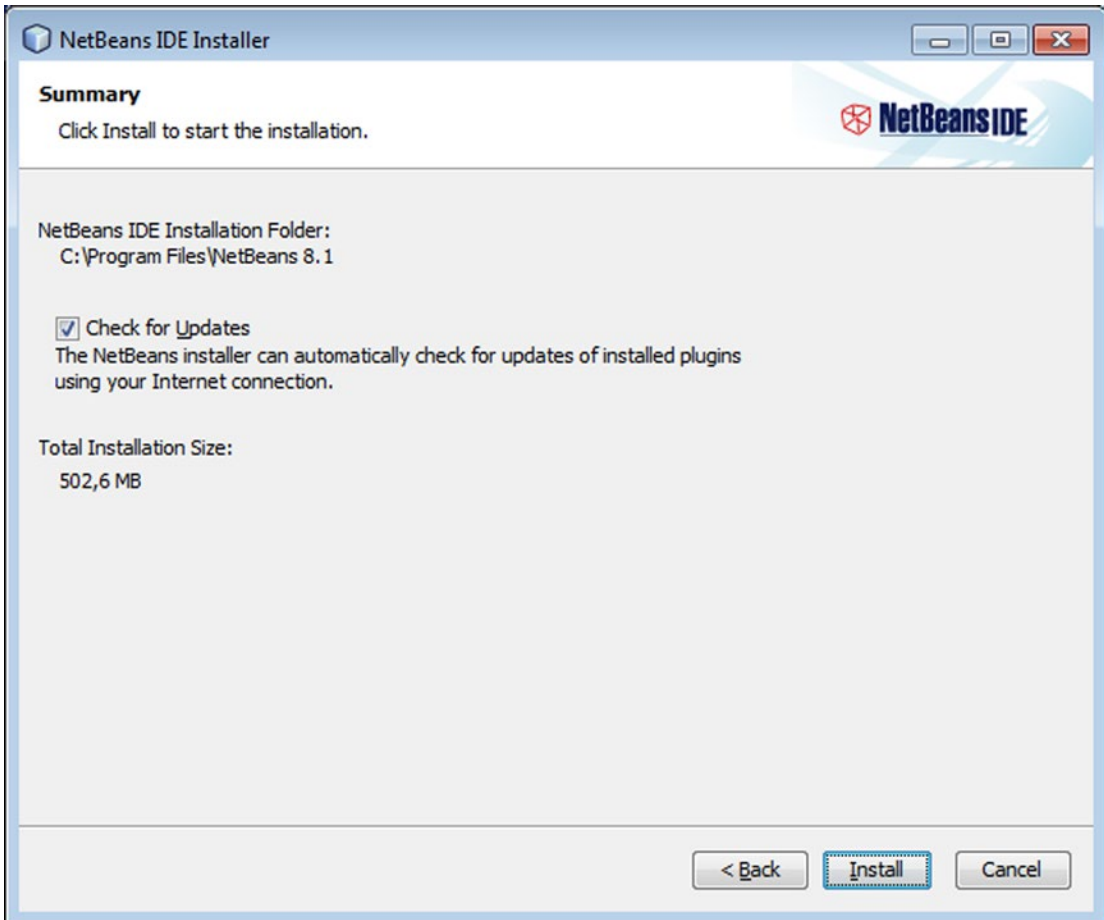 NetBeans IDE Installer
Summary
Click Install to start the installation.
NetBeans IDE
NetBeans IDE Installation Folder:
C:\Program Files\NetBeans 8.1
Check for Updates
The NetBeans installer can automatically check for updates of installed plugins
using your Internet connection.
Total Installation Size:
502,6 MB
< Back
Install
Cancel